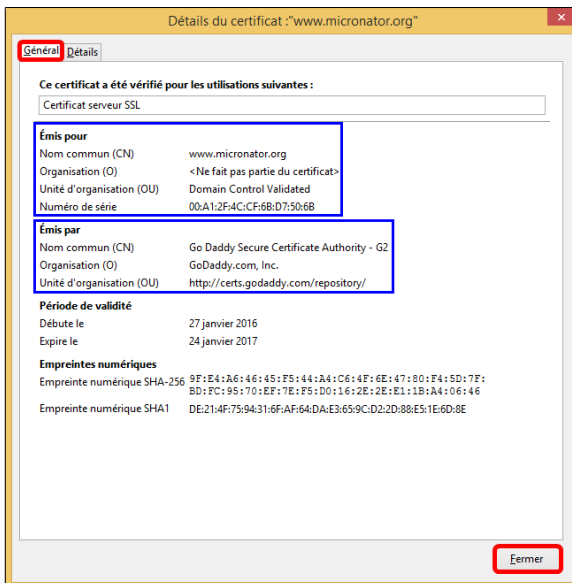 Détails du certificat :"www.micronator.org"
×
Général Détails
Ce certificat a été vérifié pour les utilisations suivantes :
Certificat serveur SSL
Émis pour
Nom commun (CN) www.micronator.org
Organisation (O) <Ne fait pas partie du certificat>
Unité d'organisation (OU) Domain Control Validated
Numéro de série 00:A1:2F:4C:CF:6B:D7:50:6B
Émis par
Nom commun (CN) Go Daddy Secure Certificate Authority - G2
Organisation (O) GoDaddy.com, Inc.
Unité d'organisation (OU) http://certs.godaddy.com/repository/
Période de validité
Débute le 27 janvier 2016
Expire le 24 janvier 2017
Empreintes numériques
Empreinte numérique SHA-256 9F:E4:A6:46:45:F5:44:A4:C6:4F:6E:47:80:F4:5D:7F:
BD:FC:95:70:EF:7E:F5:D0:16:2E:2E:E1:1B:A4:06:46
Empreinte numérique SHA1 DE:21:4F:75:94:31:6F:AF:64:DA:E3:65:9C:D2:2D:88:E5:1E:6D:8E
Fermer